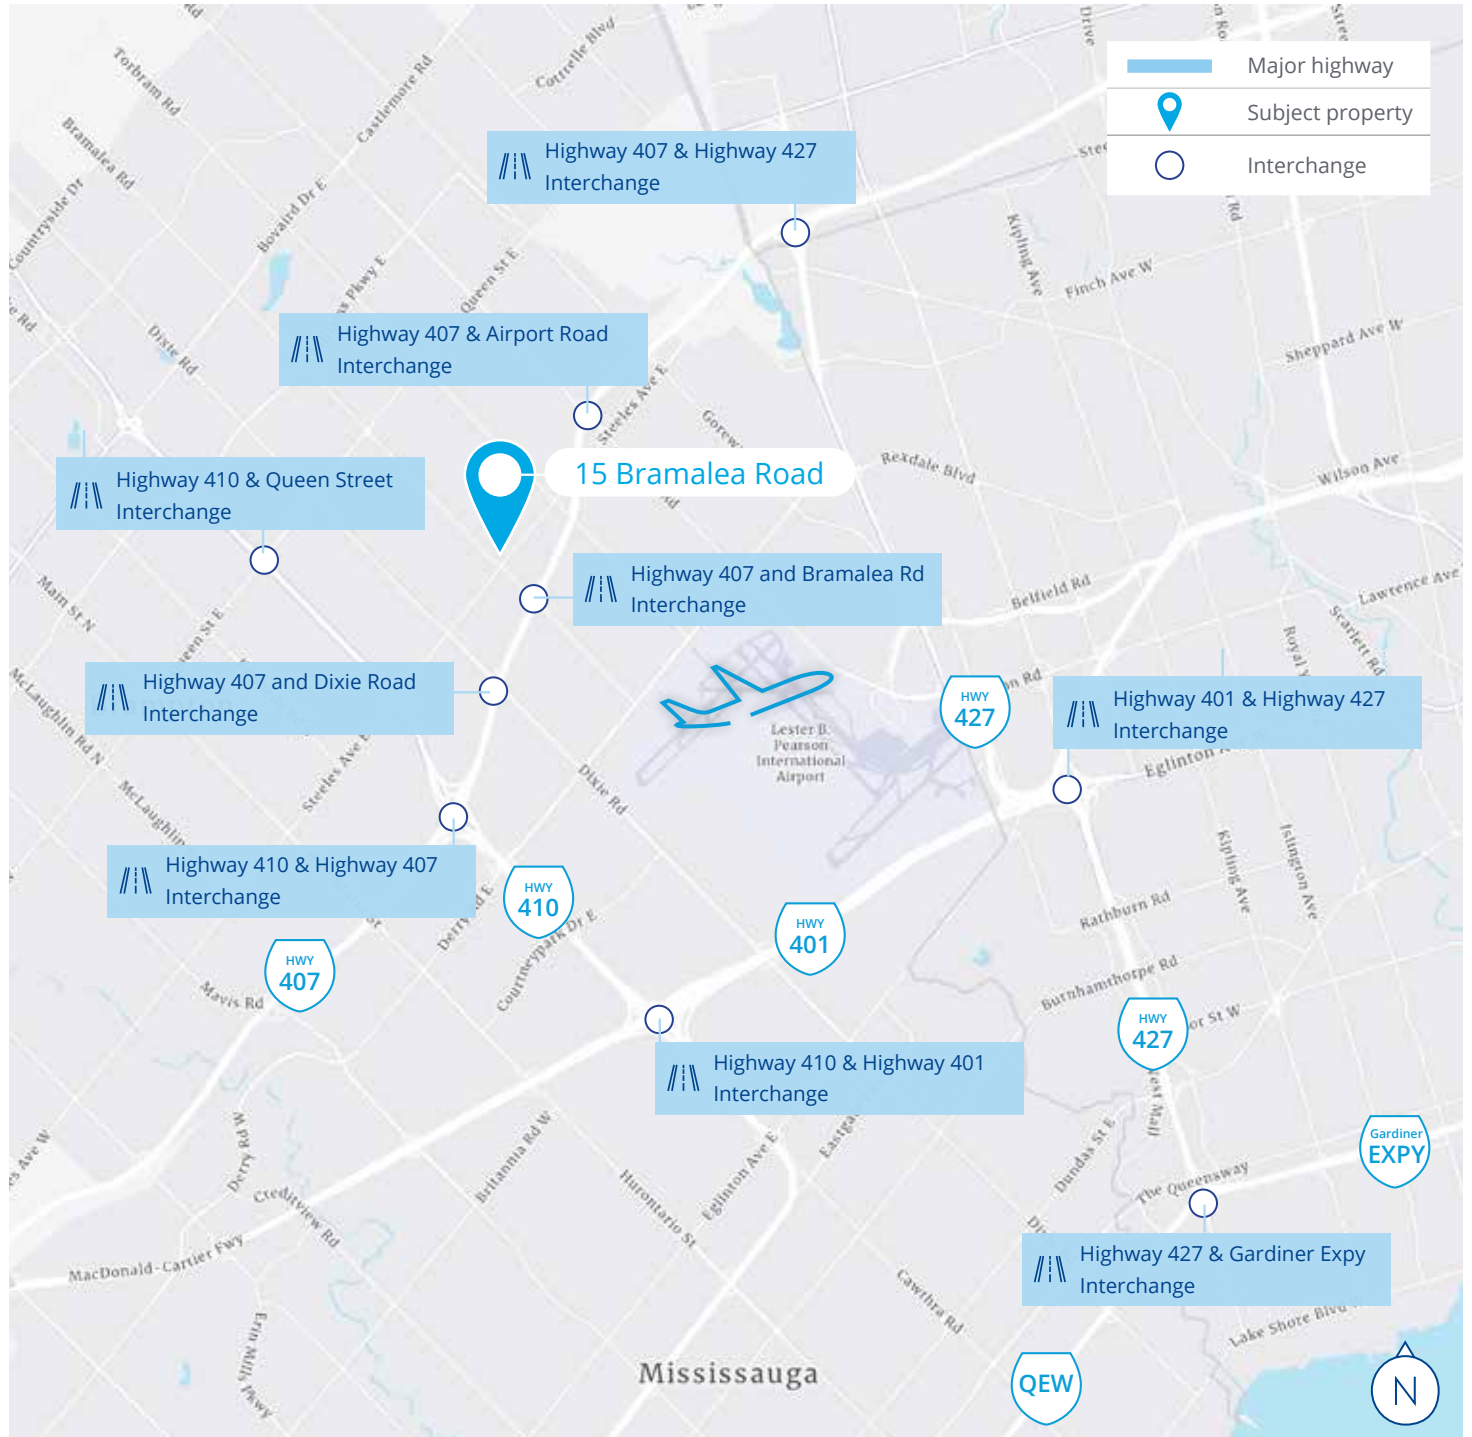 Major highway
Subject property
Interchange
Torbram Rd
Bramalea Rd
Countryside Dr
Castlemore Rd
Cottrelle Blvd
Drive
Bovaird Dr E
Highway 407 & Highway 427
Interchange
Kipling Ave
Finch Ave W
Sheppard Ave W
Queen St E
Dixie Rd
Highway 407 & Airport Road
Interchange
Steeles Ave E
Rexdale Blvd
Wilson Ave
15 Bramalea Road
Highway 410 & Queen Street
Interchange
Highway 407 and Bramalea Rd
Interchange
Main St N
Belfield Rd
Lawrence Ave
Scarlett Rd
McLaughlin Rd N
Highway 407 and Dixie Road
Interchange
HWY
427
Highway 401 & Highway 427
Interchange
Lester B.
Pearson
International
Airport
Eglinton
Steeles Ave E
Dixie Rd
McLaughlin
Kipling Ave
Islington Ave
Highway 410 & Highway 407
Interchange
HWY
410
HWY
401
Rathburn Rd
Courtneypark Dr E
HWY
407
Mavis Rd
Burnhamthorpe Rd
HWY
427
Highway 410 & Highway 401
Interchange
Derry Rd W
Creditview Rd
Britannia Rd W
Hurontario St
Eglinton Ave E
Dundas St E
The Queensway
Gardiner
EXPY
MacDonald-Cartier Fwy
Highway 427 & Gardiner Expy
Interchange
Cawthra Rd
Lake Shore Blvd
Erin Mills Pkwy
Mississauga
QEW
N